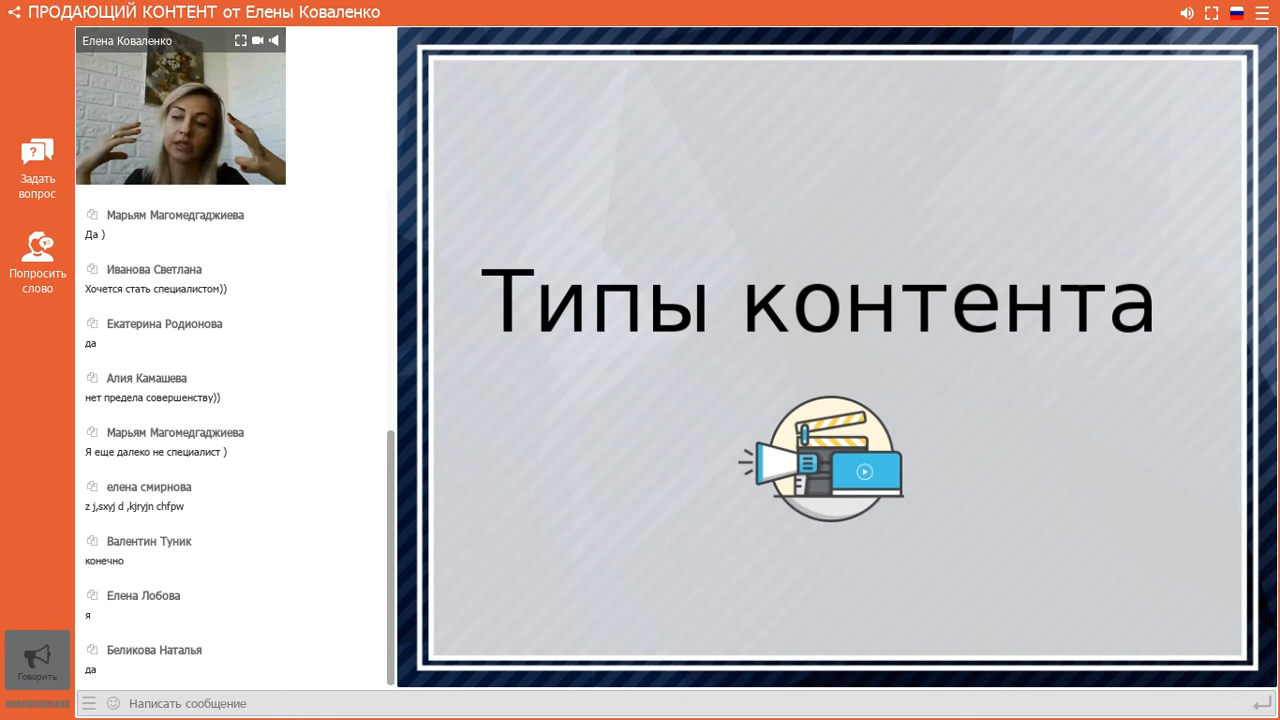 ПРОДАЮЩИЙ КОНТЕНТ от Елены Коваленко
Елена Коваленко
Задать
вопрос
Попросить
слово
Марьям Магомедгаджиева
Да )
Иванова Светлана
Хочется стать специалистом))
Екатерина Родионова
да
Алия Камашева
нет предела совершенству))
Марьям Магомедгаджиева
Я еще далеко не специалист )
елена смирнова
z j,sxyj d ,kjryjn chfpw
Валентин Туник
конечно
Елена Лобова
я
Беликова Наталья
да
Говорить
Написать сообщение
Типы контента